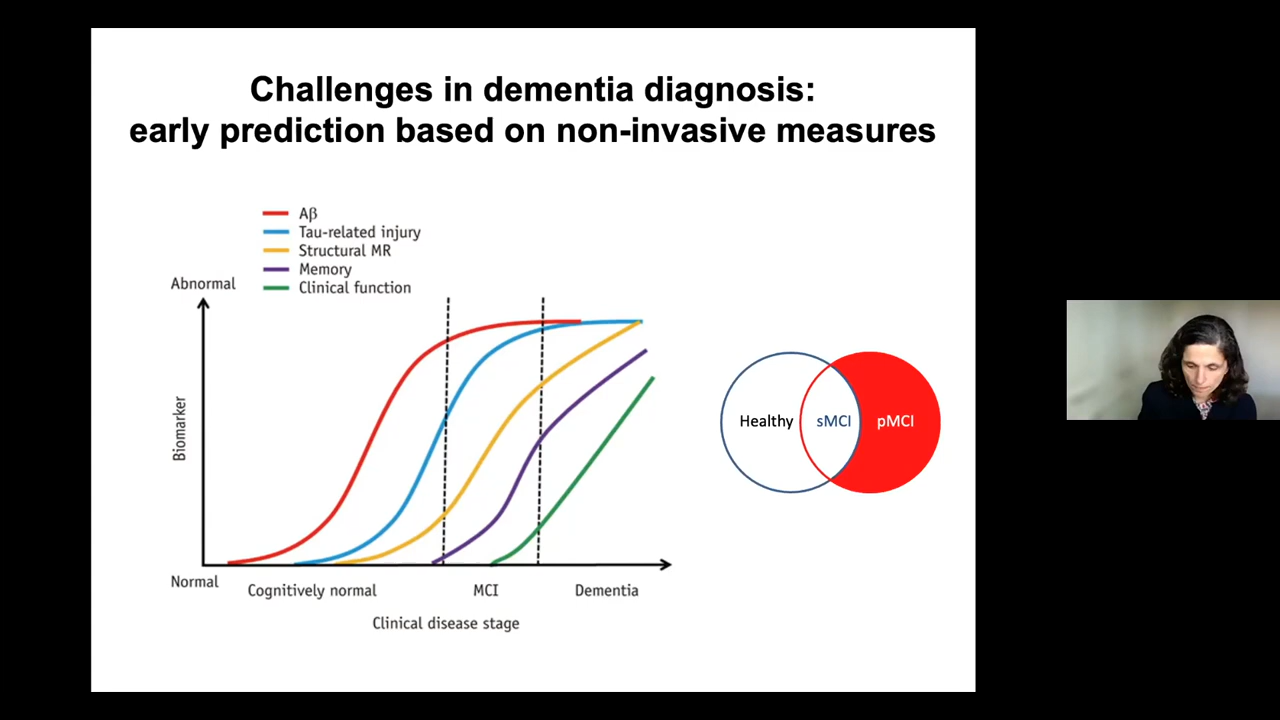 Challenges in dementia diagnosis:
early prediction based on non-invasive measures
Aβ
Tau-related injury
Structural MR
Memory
Clinical function
Abnormal
Biomarker
Normal
Cognitively normal
MCI
Dementia
Clinical disease stage
Healthy
sMCI
pMCI